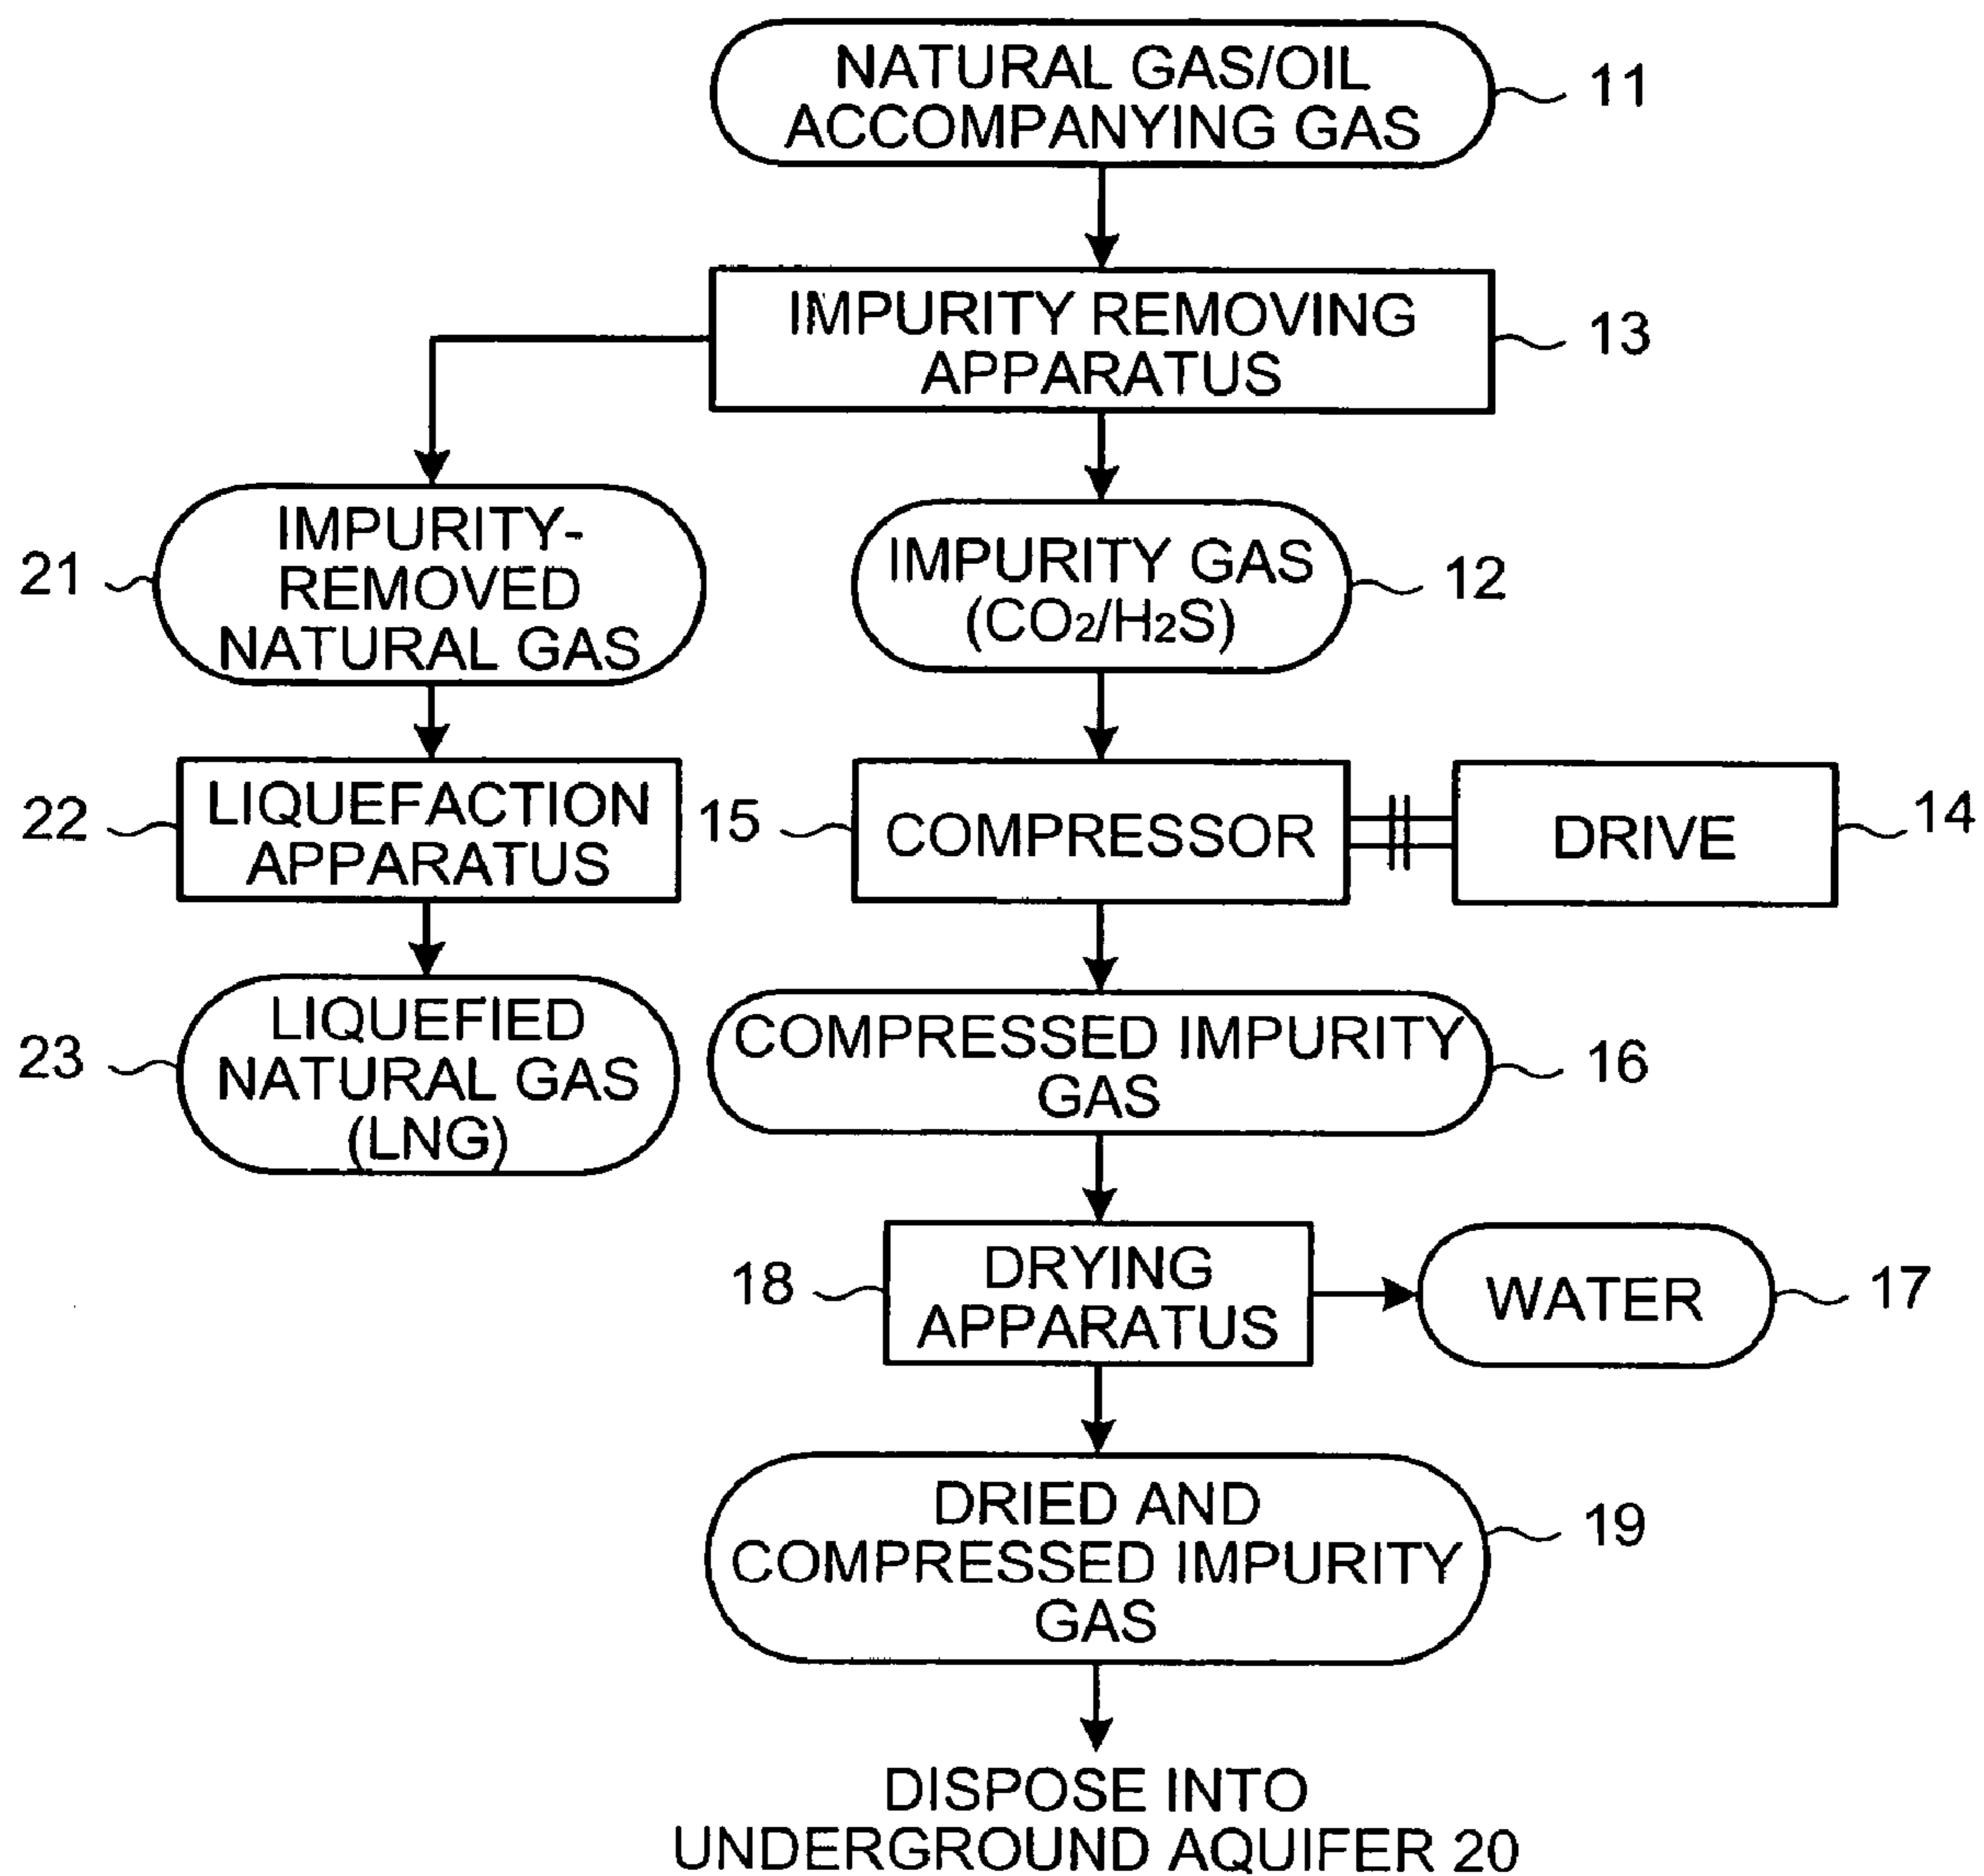 NATURAL GAS/OIL
ACCOMPANYING GAS
11
IMPURITY REMOVING
APPARATUS
13
21
IMPURITY-
REMOVED
NATURAL GAS
IMPURITY GAS
(CO2/H2S)
12
22
LIQUEFACTION
APPARATUS
15
COMPRESSOR
DRIVE
14
23
LIQUEFIED
NATURAL GAS
(LNG)
COMPRESSED IMPURITY
GAS
16
18
DRYING
APPARATUS
WATER
17
DRIED AND
COMPRESSED IMPURITY
GAS
19
DISPOSE INTO
UNDERGROUND AQUIFER 20